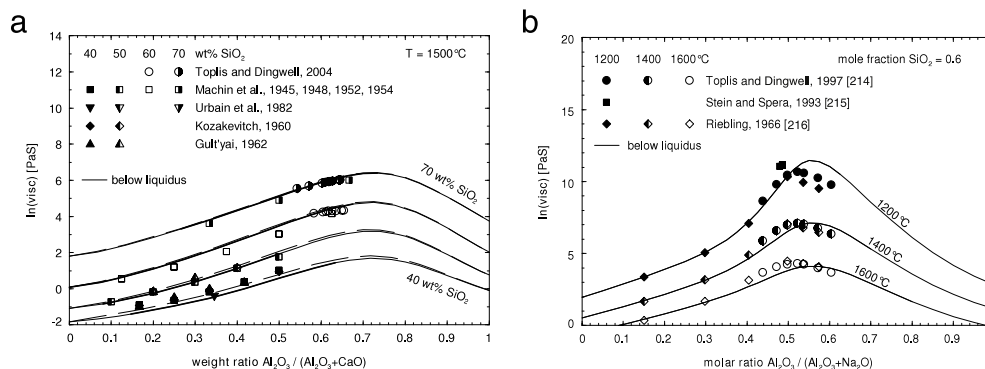 a
14
12
10
8
6
4
2
0
-2
ln(visc) [PaS]
40 50 60 70 wt% SiO₂
T = 1500°C
Toplis and Dingwell, 2004
Machin et al., 1945, 1948, 1952, 1954
Urbain et al., 1982
Kozakevitch, 1960
Gult'yai, 1962
below liquidus
70 wt% SiO₂
40 wt% SiO₂
0 0.1 0.2 0.3 0.4 0.5 0.6 0.7 0.8 0.9 1
weight ratio Al₂O₃ / (Al₂O₃+CaO)
b
20
15
10
5
0
ln(visc) [PaS]
1200 1400 1600°C
mole fraction SiO₂ = 0.6
Toplis and Dingwell, 1997 [214]
Stein and Spera, 1993 [215]
Riebling, 1966 [216]
below liquidus
1200°C
1400°C
1600°C
0 0.1 0.2 0.3 0.4 0.5 0.6 0.7 0.8 0.9 1
molar ratio Al₂O₃ / (Al₂O₃+Na₂O)